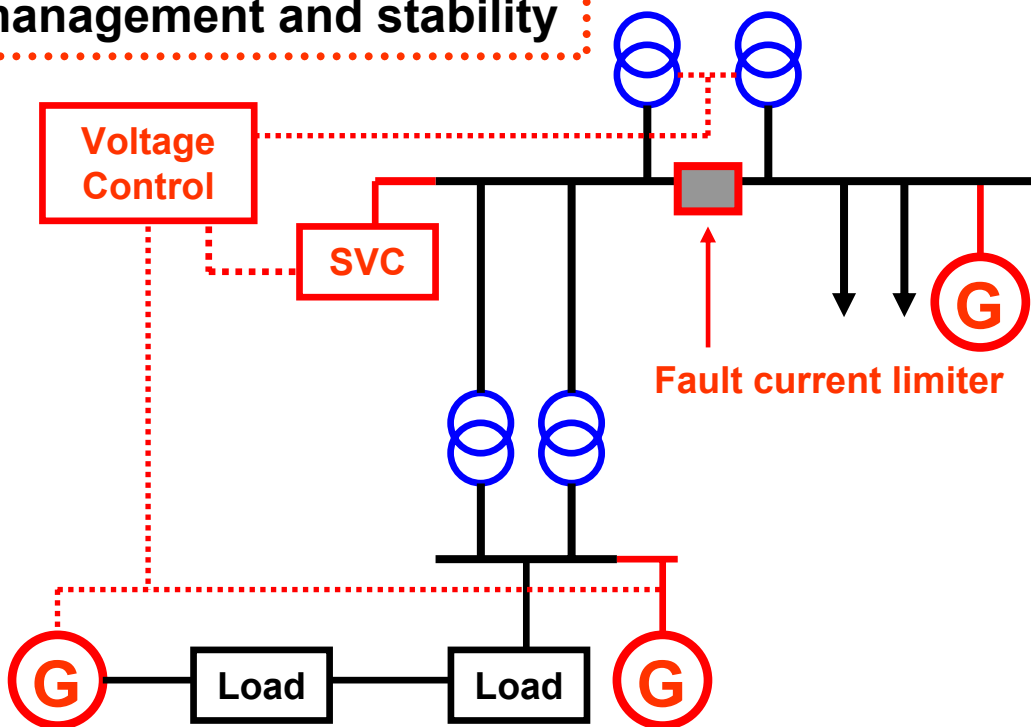 management and stability
Voltage
Control
SVC
G
Fault current limiter
G
Load
Load
G